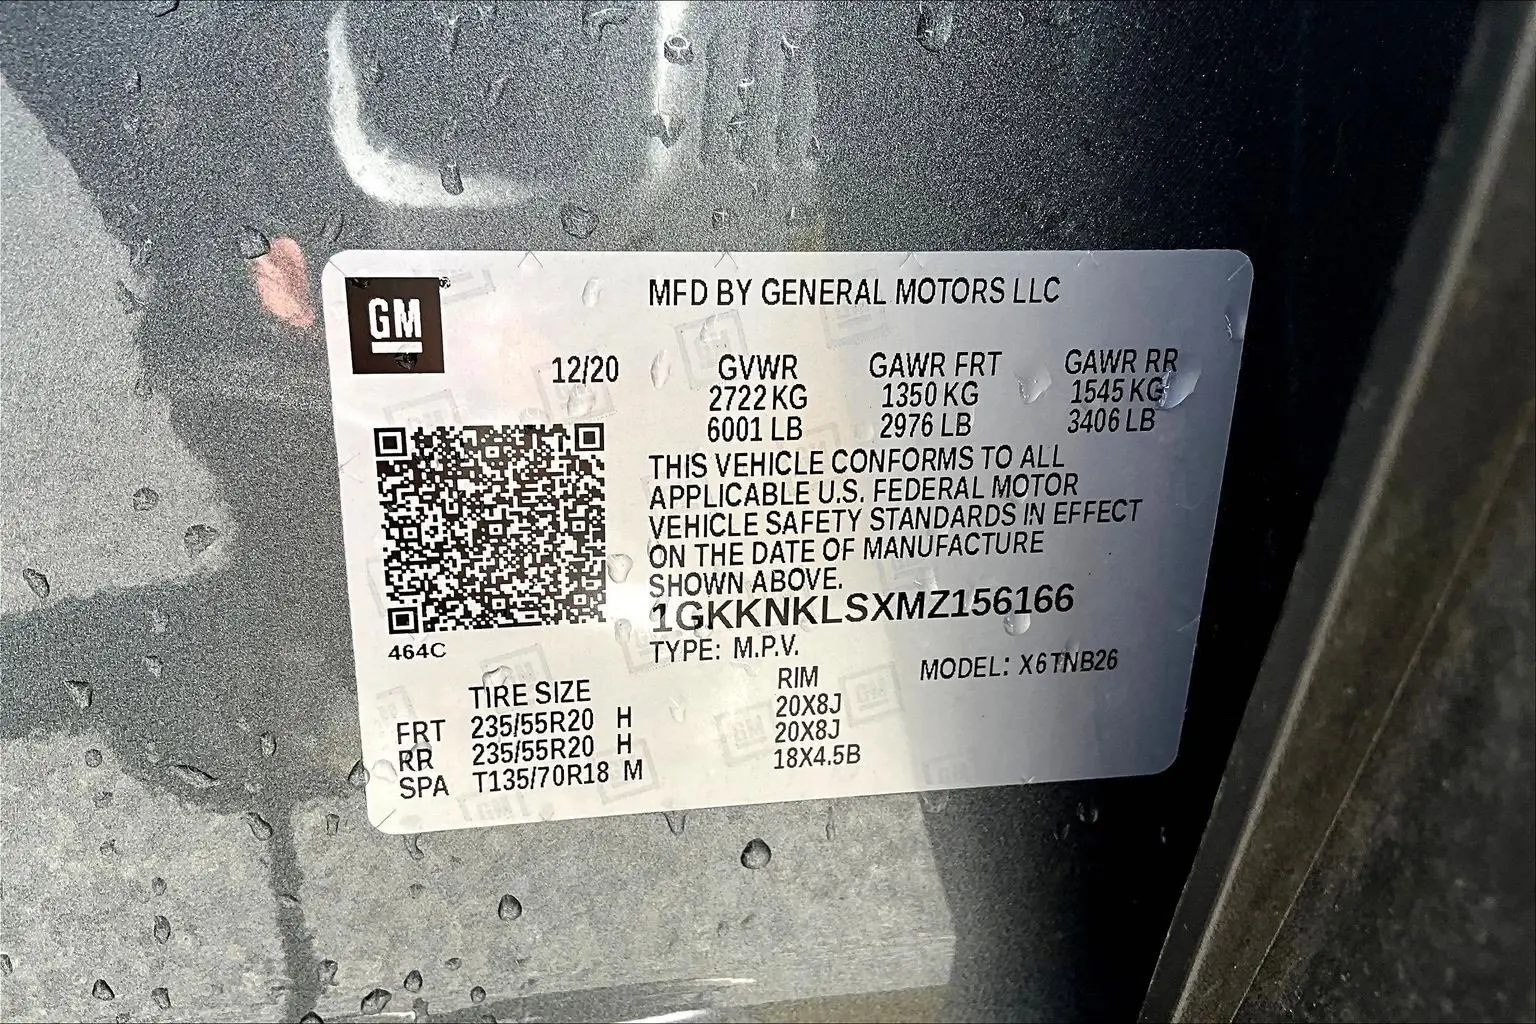 GM
MFD BY GENERAL MOTORS LLC
12/20
GVWR GAWR FRT GAWR RR
2722 KG 1350 KG 1545 KG
6001 LB 2976 LB 3406 LB
THIS VEHICLE CONFORMS TO ALL
APPLICABLE U.S. FEDERAL MOTOR
VEHICLE SAFETY STANDARDS IN EFFECT
ON THE DATE OF MANUFACTURE
SHOWN ABOVE.
1GKKNKLSXMZ156166
464C
TYPE: M.P.V. MODEL: X6TNB26
TIRE SIZE RIM
FRT 235/55R20 H 20X8J
RR 235/55R20 H 20X8J
SPA T135/70R18 M 18X4.5B